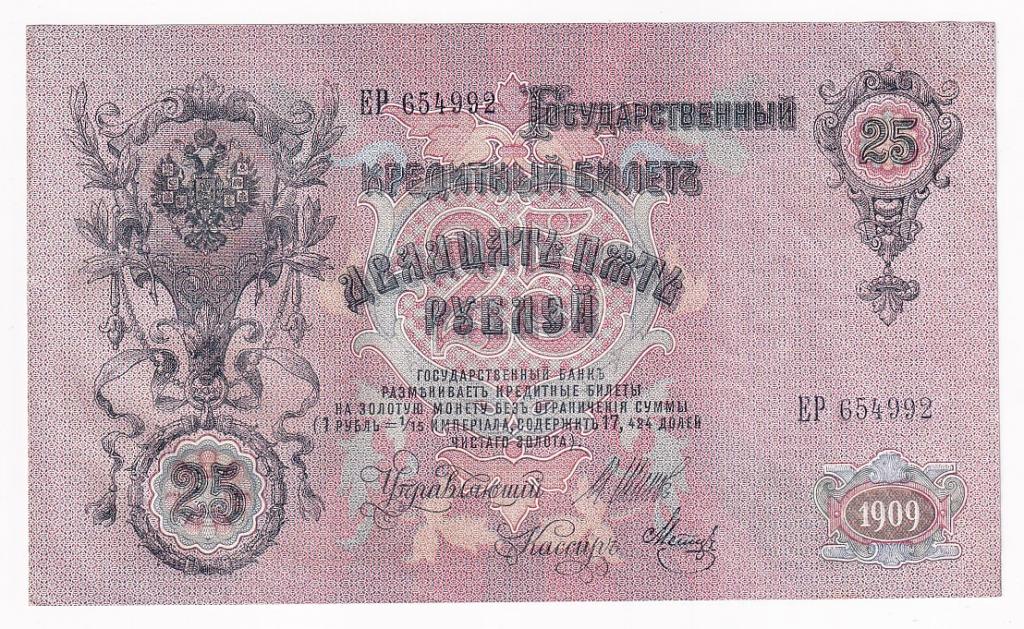 ЕР 654992
Государственный
25
Кредитный Билетъ
Двадцать пять
рублей
25
ГОСУДАРСТВЕННЫЙ БАНКЪ
РАЗМѢНИВАЕТЪ КРЕДИТНЫЕ БИЛЕТЫ
НА ЗОЛОТУЮ МОНЕТУ БЕЗЪ ОГРАНИЧЕНІЯ СУММЫ
(1 РУБЛЬ = 1/15 ИМПЕРІАЛА, СОДЕРЖИТЪ 17,424 ДОЛЕЙ
ЧИСТАГО ЗОЛОТА).
ЕР 654992
25
Управляющій
1909
Кассиръ